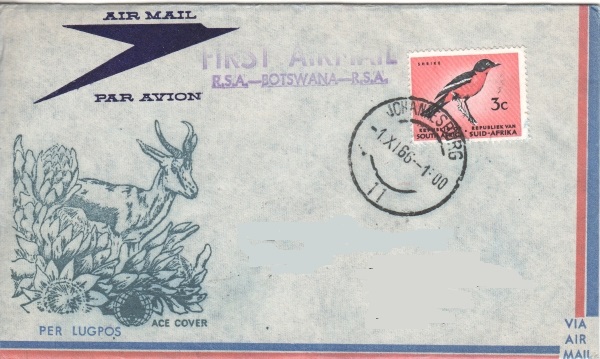 AIR MAIL
PAR AVION
FIRST AIRMAIL
R.S.A.—BOTSWANA—R.S.A.
SHRIKE
3c
REPUBLIC OF SOUTH AFRICA
REPUBLIEK VAN SUID-AFRIKA
JOHANNESBURG
-1.XI.66-1:00
11
ACE COVER
PER LUGPOS
VIA
AIR
MAIL